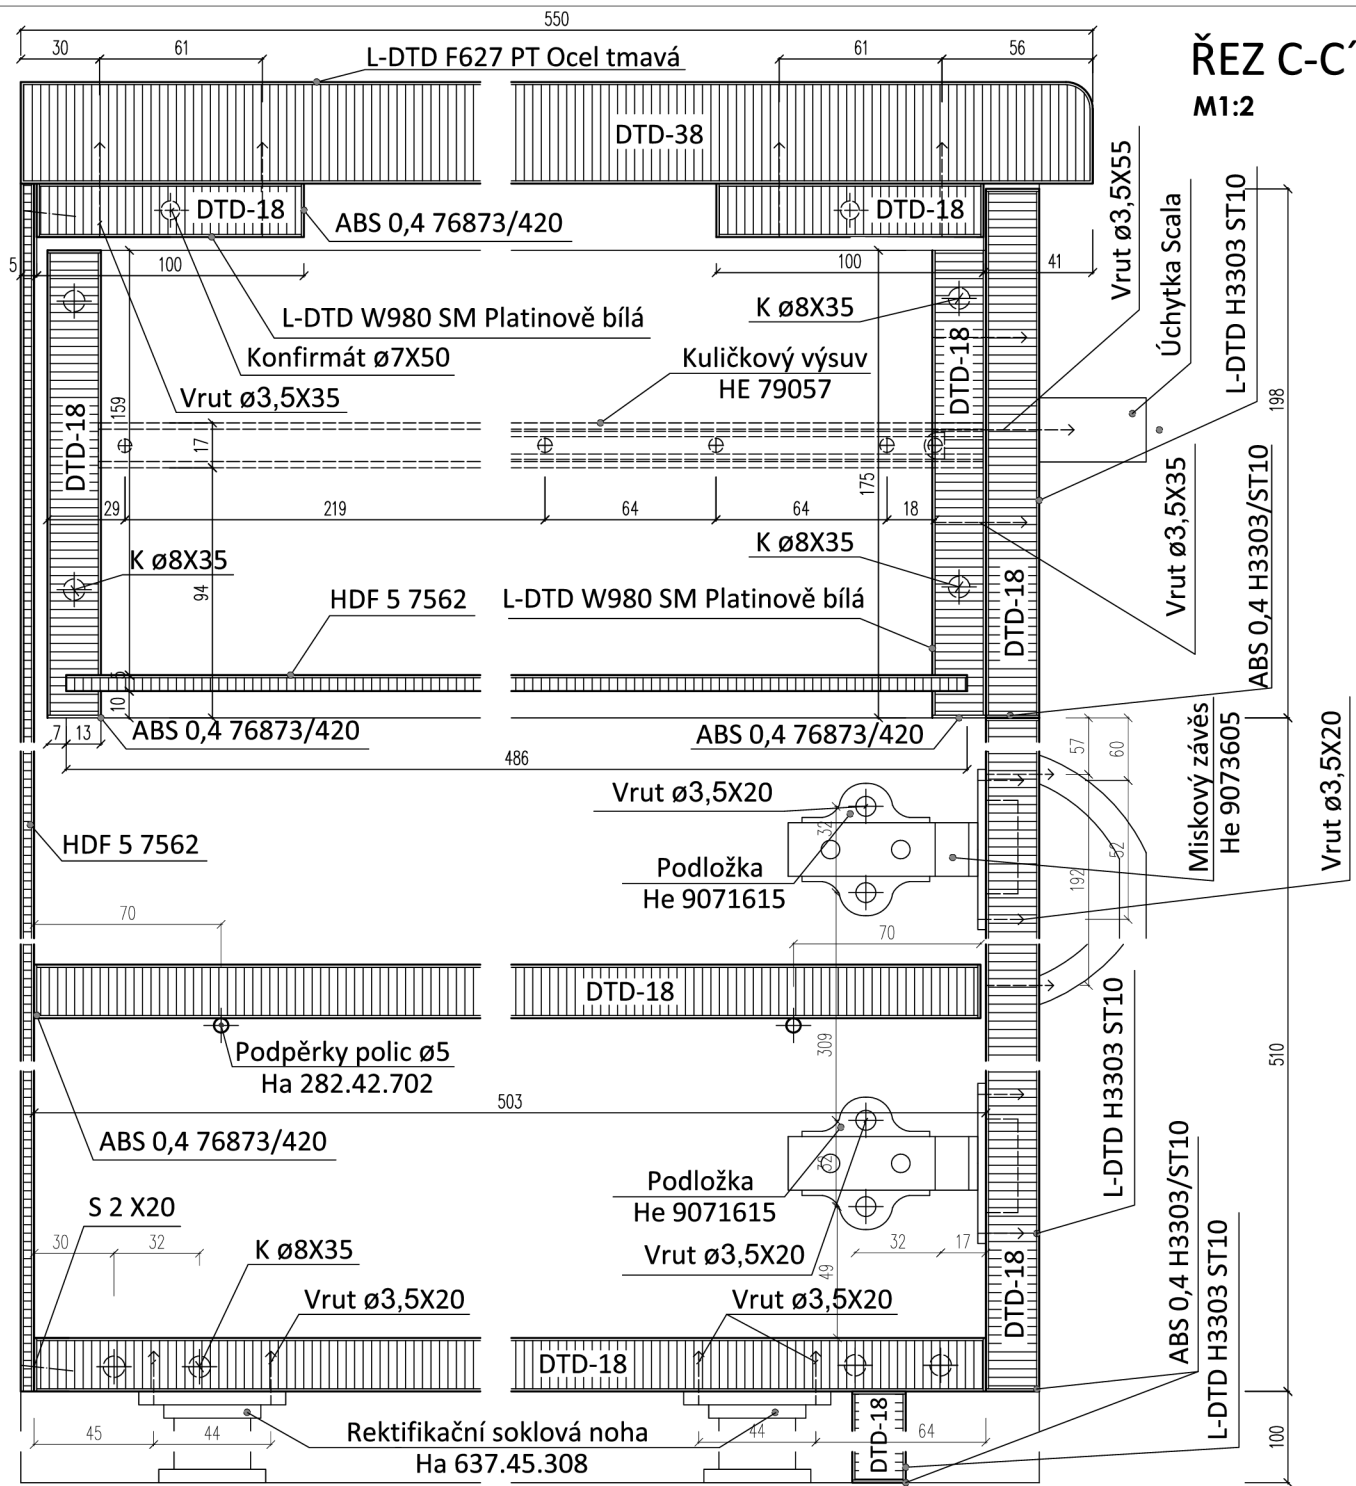 550
30
61
61
56
L-DTD F627 PT Ocel tmavá
ŘEZ C-C´
M1:2
DTD-38
DTD-18
DTD-18
ABS 0,4 76873/420
Vrut ø3,5X55
Úchytka Scala
L-DTD H3303 ST10
5
100
100
41
L-DTD W980 SM Platinově bílá
K ø8X35
Konfirmát ø7X50
Kuličkový výsuv
HE 79057
Vrut ø3,5X35
DTD-18
DTD-18
159
17
175
198
29
219
64
64
18
K ø8X35
K ø8X35
94
HDF 5 7562
L-DTD W980 SM Platinově bílá
DTD-18
Vrut ø3,5X35
ABS 0,4 H3303/ST10
5
10
7
13
ABS 0,4 76873/420
ABS 0,4 76873/420
486
57
60
Vrut ø3,5X20
32
Miskový závěs
He 9073605
Vrut ø3,5X20
HDF 5 7562
Podložka
He 9071615
52
192
70
70
DTD-18
Podpěrky polic ø5
Ha 282.42.702
309
L-DTD H3303 ST10
510
503
ABS 0,4 76873/420
32
Podložka
He 9071615
S 2 X20
30
32
K ø8X35
Vrut ø3,5X20
32
17
49
Vrut ø3,5X20
Vrut ø3,5X20
DTD-18
ABS 0,4 H3303/ST10
L-DTD H3303 ST10
DTD-18
45
44
Rektifikační soklová noha
Ha 637.45.308
44
DTD-18
64
100